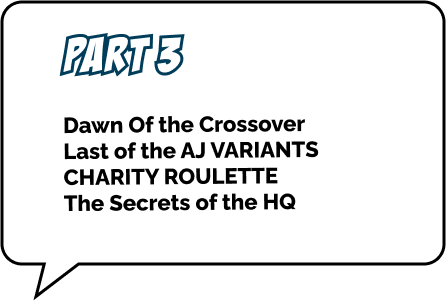 PART 3
Dawn Of the Crossover
Last of the AJ VARIANTS
CHARITY ROULETTE
The Secrets of the HQ